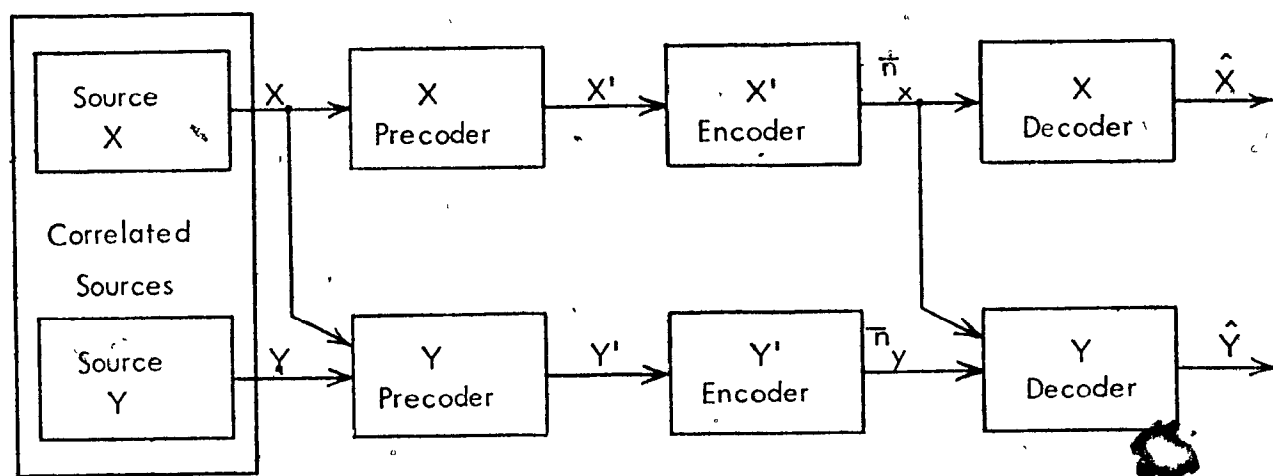 Source
X
X
X
Precoder
X'
X'
Encoder
n̄ x
X
Decoder
X̂
Correlated
Sources
Source
Y
Y
Y
Precoder
Y'
Y'
Encoder
n̄ y
Y
Decoder
Ŷ